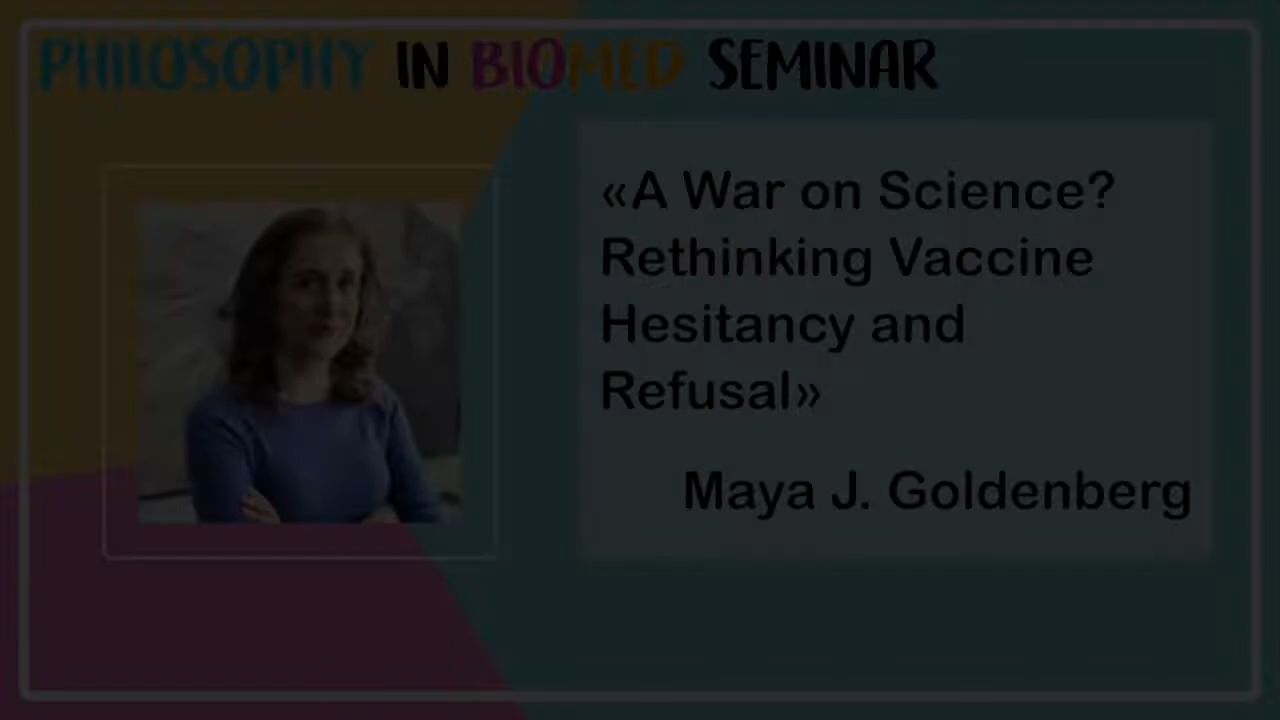 PHILOSOPHY IN BIOMED SEMINAR
«A War on Science?
Rethinking Vaccine
Hesitancy and
Refusal»
Maya J. Goldenberg